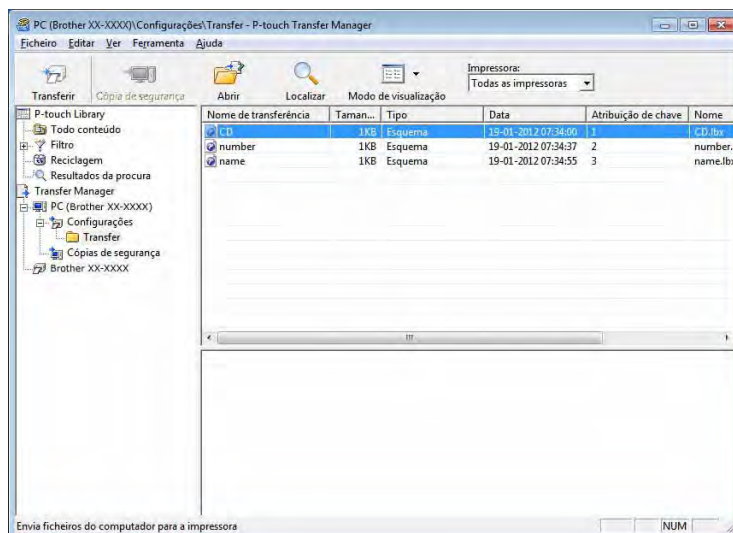 PC (Brother XX-XXXX)\Configurações\Transfer - P-touch Transfer Manager
Ficheiro Editar Ver Ferramenta Ajuda
Transferir
Cópia de segurança
Abrir
Localizar
Modo de visualização
Impressora:
Todas as impressoras
P-touch Library
Todo conteúdo
Filtro
Reciclagem
Resultados da procura
Transfer Manager
PC (Brother XX-XXXX)
Configurações
Transfer
Cópias de segurança
Brother XX-XXXX
Nome de transferência Taman... Tipo Data Atribuição de chave Nome
CD 1KB Esquema 19-01-2012 07:34:00 1 CD.lbx
number 1KB Esquema 19-01-2012 07:34:37 2 number.
name 1KB Esquema 19-01-2012 07:34:55 3 name.lb
Envia ficheiros do computador para a impressora
NUM